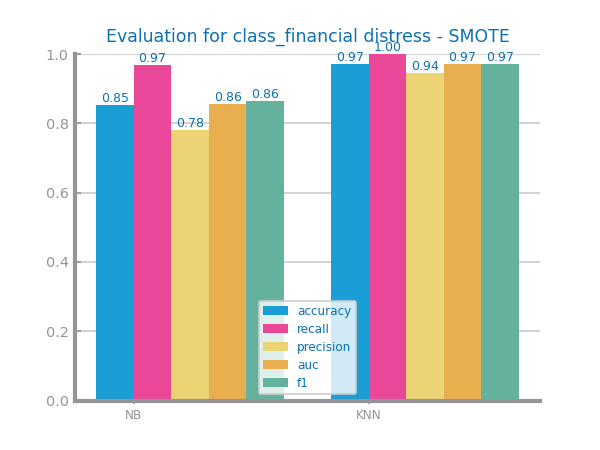 Evaluation for class_financial distress - SMOTE
1.0
0.8
0.6
0.4
0.2
0.0
0.85
0.97
0.78
0.86
0.86
0.97
1.00
0.94
0.97
0.97
accuracy
recall
precision
auc
f1
NB
KNN